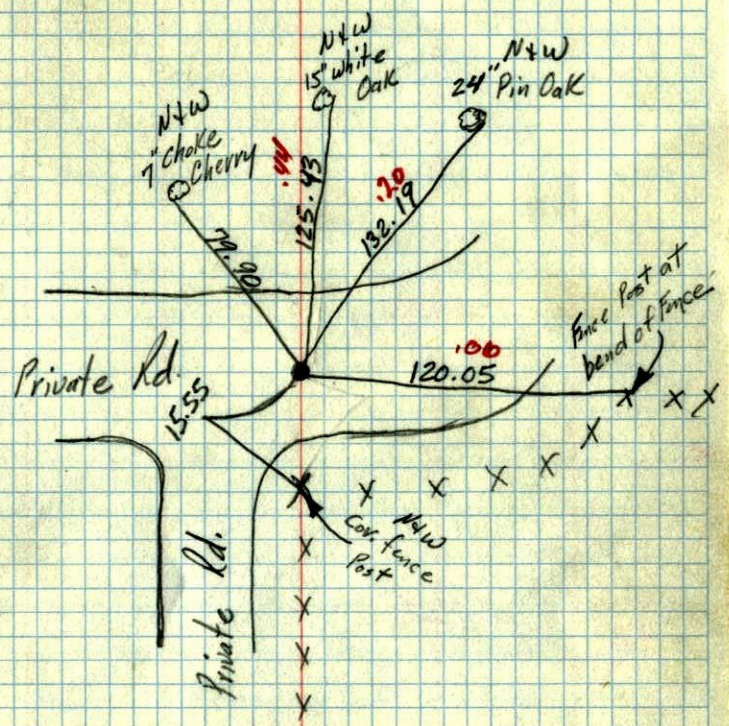 N&W
15" white
Oak
N&W
24" Pin Oak
N&W
7" Choke
Cherry
.44
125.43
.20
132.19
79.90
Fence Post at
bend of Fence
.00
120.05
Private Rd.
15.55
X X X
X
X X X X X X
N&W
Cor. fence
Post
X
X
X
X
Private Rd.